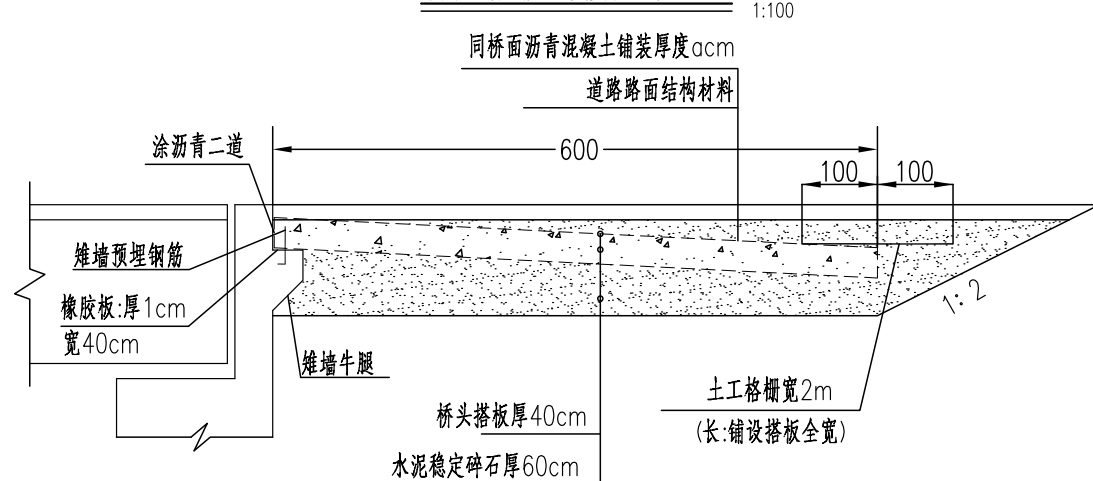 1:100
同桥面沥青混凝土铺装厚度acm
道路路面结构材料
涂沥青二道
600
100
100
雉墙预埋钢筋
橡胶板:厚1cm
宽40cm
1:2
雉墙牛腿
土工格栅宽2m
(长:铺设搭板全宽)
桥头搭板厚40cm
水泥稳定碎石厚60cm